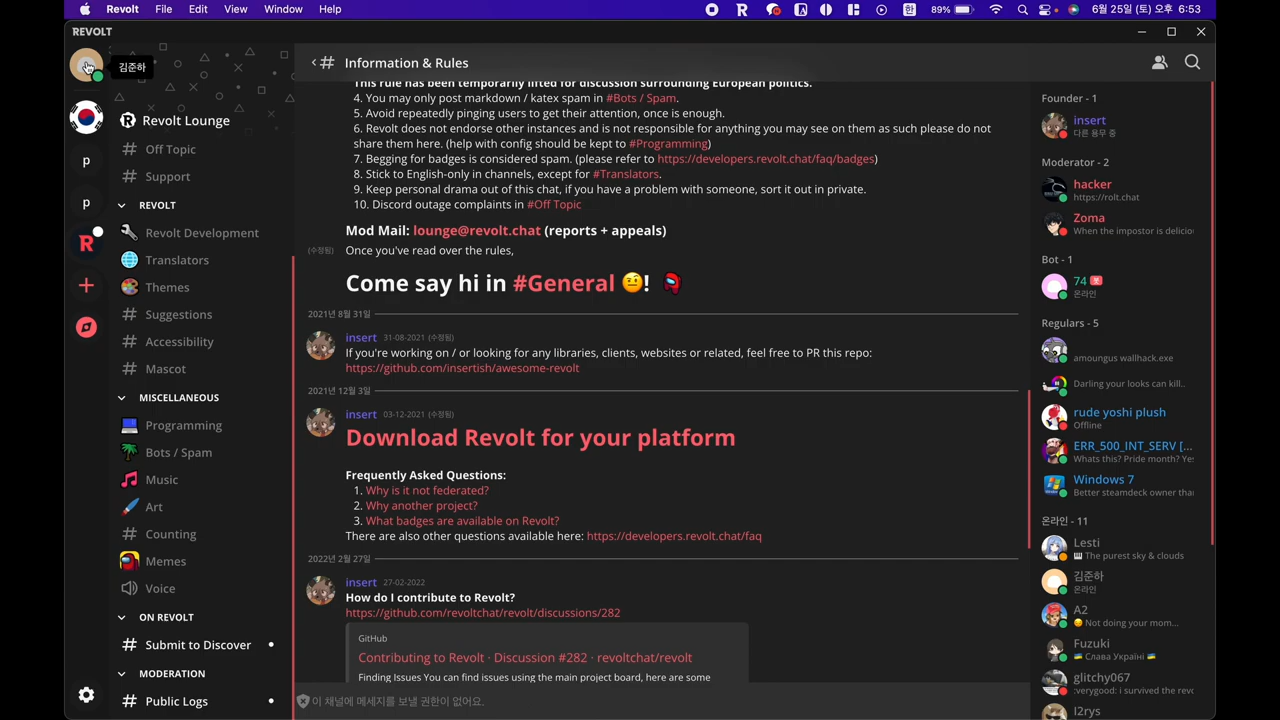 Revolt File Edit View Window Help
R A 한 89% 6월 25일 (토) 오후 6:53
REVOLT
김준하
p
p
R
Revolt Lounge
# Off Topic
# Support
REVOLT
Revolt Development
Translators
Themes
# Suggestions
# Accessibility
# Mascot
MISCELLANEOUS
Programming
Bots / Spam
Music
Art
# Counting
Memes
Voice
ON REVOLT
# Submit to Discover
MODERATION
# Public Logs
# Information & Rules
This rule has been temporarily lifted for discussion surrounding European politics.
4. You may only post markdown / katex spam in #Bots / Spam.
5. Avoid repeatedly pinging users to get their attention, once is enough.
6. Revolt does not endorse other instances and is not responsible for anything you may see on them as such please do not
share them here. (help with config should be kept to #Programming)
7. Begging for badges is considered spam. (please refer to https://developers.revolt.chat/faq/badges)
8. Stick to English-only in channels, except for #Translators.
9. Keep personal drama out of this chat, if you have a problem with someone, sort it out in private.
10. Discord outage complaints in #Off Topic
Mod Mail: lounge@revolt.chat (reports + appeals)
(수정됨) Once you've read over the rules,
Come say hi in #General 🤨!
2021년 8월 31일
insert 31-08-2021 (수정됨)
If you're working on / or looking for any libraries, clients, websites or related, feel free to PR this repo:
https://github.com/insertish/awesome-revolt
2021년 12월 3일
insert 03-12-2021 (수정됨)
Download Revolt for your platform
Frequently Asked Questions:
1. Why is it not federated?
2. Why another project?
3. What badges are available on Revolt?
There are also other questions available here: https://developers.revolt.chat/faq
2022년 2월 27일
insert 27-02-2022
How do I contribute to Revolt?
https://github.com/revoltchat/revolt/discussions/282
GitHub
Contributing to Revolt · Discussion #282 · revoltchat/revolt
Finding Issues You can find issues using the main project board, here are some
이 채널에 메세지를 보낼 권한이 없어요.
Founder - 1
insert
다른 용무 중
Moderator - 2
hacker
https://rolt.chat
Zoma
When the impostor is delicio
Bot - 1
74 봇
온라인
Regulars - 5
amoungus wallhack.exe
Darling your looks can kill..
rude yoshi plush
Offline
ERR_500_INT_SERV [...
Whats this? Pride month? Ye
Windows 7
Better steamdeck owner tha
온라인 - 11
Lesti
🎹 The purest sky & clouds
김준하
온라인
A2
Not doing your mom...
Fuzuki
🇺🇦 Слава Україні 🇺🇦
glitchy067
:verygood: i survived the rev
I2rys